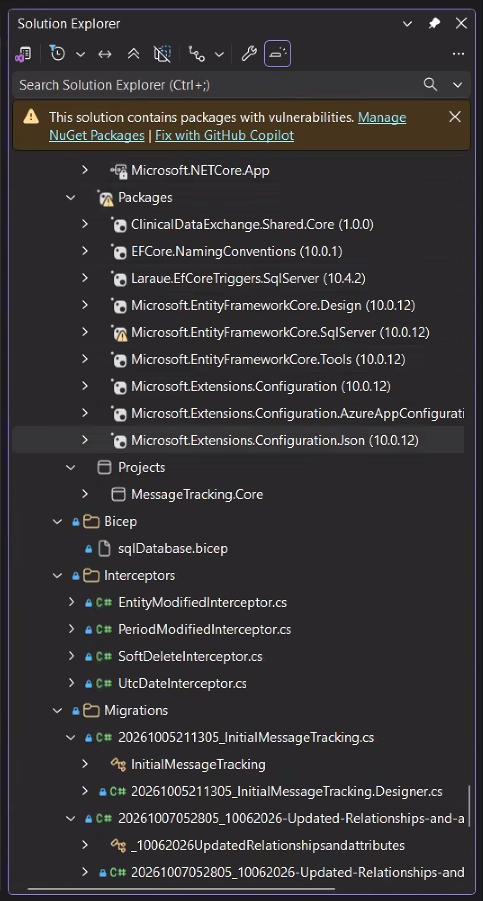 Solution Explorer
Search Solution Explorer (Ctrl+;)
This solution contains packages with vulnerabilities. Manage
NuGet Packages | Fix with GitHub Copilot
Microsoft.NETCore.App
Packages
ClinicalDataExchange.Shared.Core (1.0.0)
EFCore.NamingConventions (10.0.1)
Laraue.EfCoreTriggers.SqlServer (10.4.2)
Microsoft.EntityFrameworkCore.Design (10.0.12)
Microsoft.EntityFrameworkCore.SqlServer (10.0.12)
Microsoft.EntityFrameworkCore.Tools (10.0.12)
Microsoft.Extensions.Configuration (10.0.12)
Microsoft.Extensions.Configuration.AzureAppConfigurati
Microsoft.Extensions.Configuration.Json (10.0.12)
Projects
MessageTracking.Core
Bicep
sqlDatabase.bicep
Interceptors
C# EntityModifiedInterceptor.cs
C# PeriodModifiedInterceptor.cs
C# SoftDeleteInterceptor.cs
C# UtcDateInterceptor.cs
Migrations
C# 20261005211305_InitialMessageTracking.cs
InitialMessageTracking
C# 20261005211305_InitialMessageTracking.Designer.cs
C# 20261007052805_10062026-Updated-Relationships-and-a
_10062026UpdatedRelationshipsandattributes
C# 20261007052805_10062026-Updated-Relationships-and